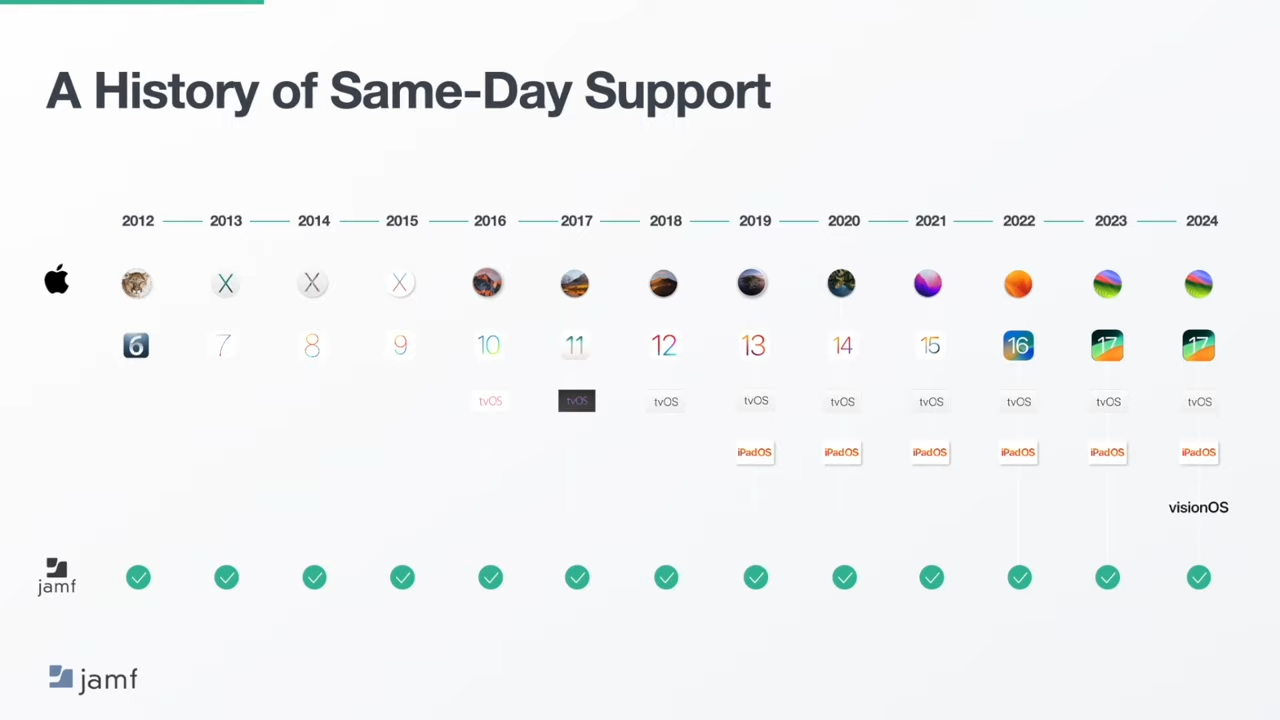 A History of Same-Day Support
2012 2013 2014 2015 2016 2017 2018 2019 2020 2021 2022 2023 2024
X X X
6 7 8 9 10 11 12 13 14 15 16 17 17
tvOS tvOS tvOS tvOS tvOS tvOS tvOS tvOS tvOS
iPadOS iPadOS iPadOS iPadOS iPadOS iPadOS
visionOS
jamf
jamf